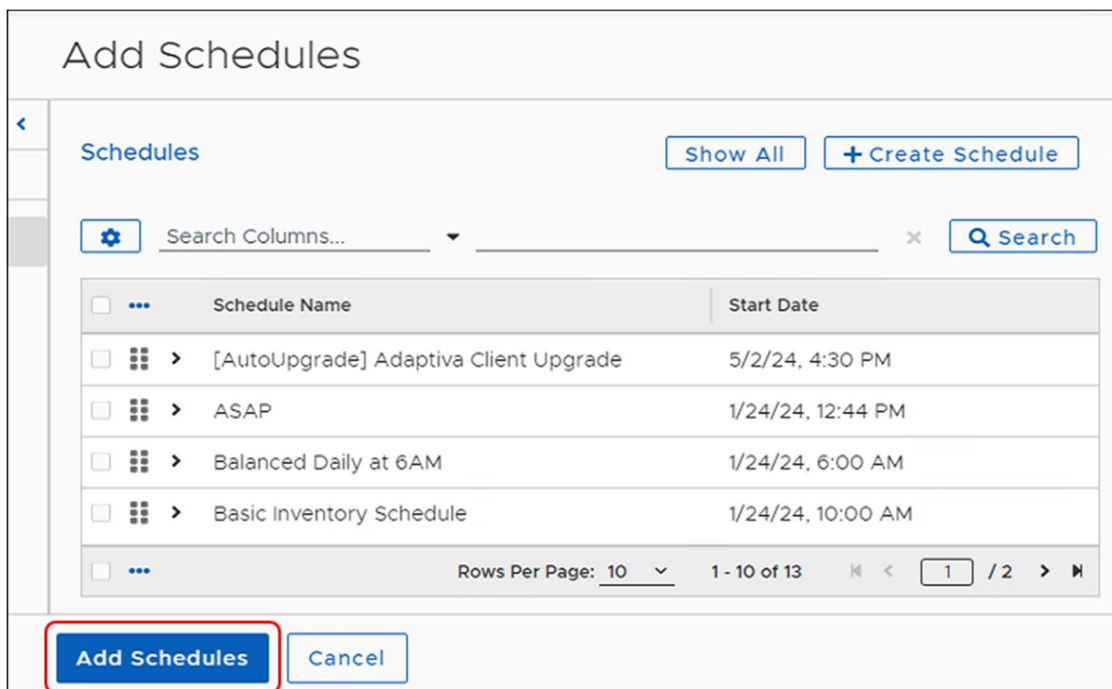 Add Schedules
Schedules
Show All
+ Create Schedule
Search Columns...
Search
Schedule Name Start Date
[AutoUpgrade] Adaptiva Client Upgrade 5/2/24, 4:30 PM
ASAP 1/24/24, 12:44 PM
Balanced Daily at 6AM 1/24/24, 6:00 AM
Basic Inventory Schedule 1/24/24, 10:00 AM
Rows Per Page: 10 1 - 10 of 13 1 / 2
Add Schedules Cancel